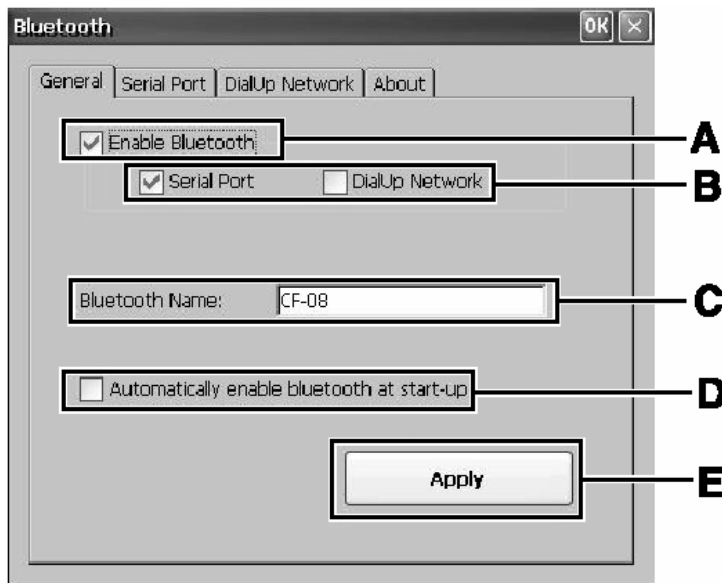 Bluetooth OK
General Serial Port DialUp Network About
Enable Bluetooth A
Serial Port DialUp Network B
Bluetooth Name: CF-08 C
Automatically enable bluetooth at start-up D
Apply E